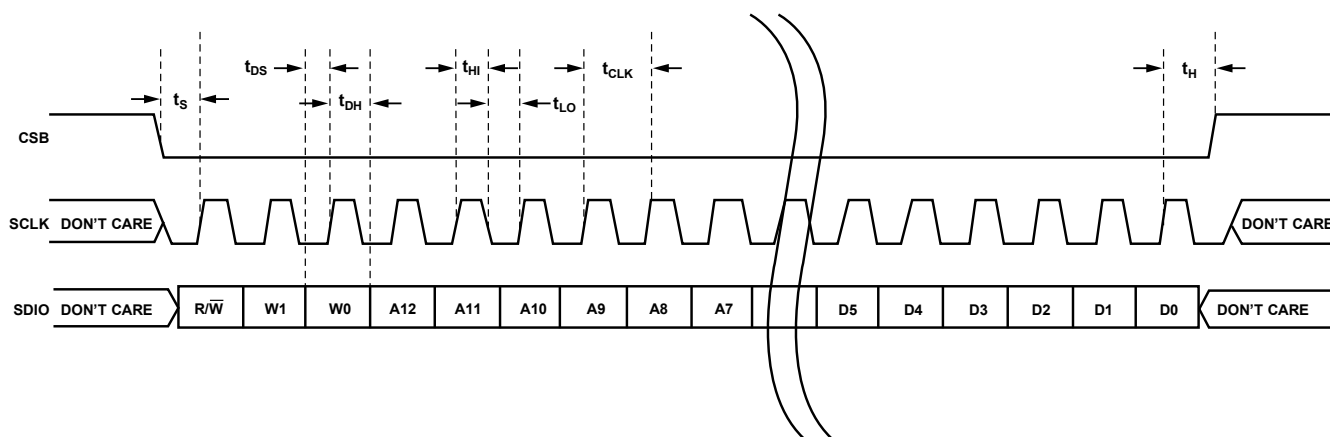 tDS
tHI
tCLK
tH
tS
tDH
tLO
CSB
SCLK DON'T CARE
DON'T CARE
SDIO DON'T CARE R/W̅ W1 W0 A12 A11 A10 A9 A8 A7 D5 D4 D3 D2 D1 D0 DON'T CARE